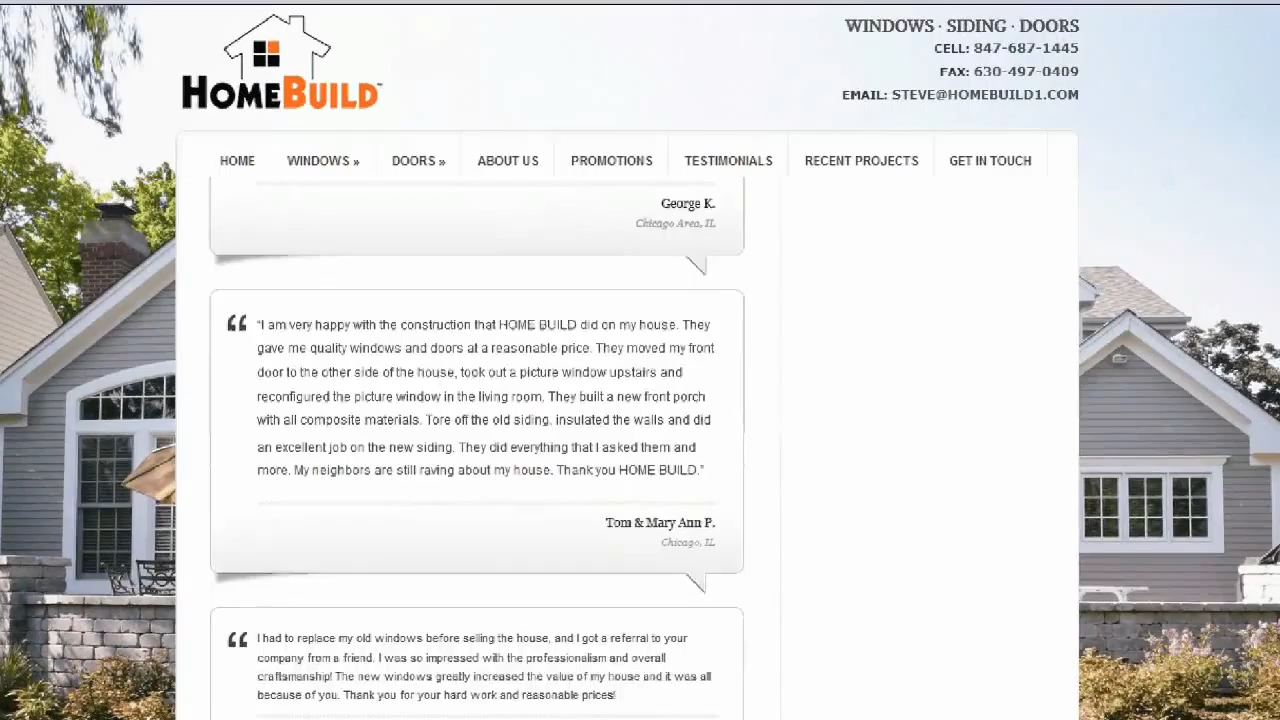 HOMEBUILD™
WINDOWS · SIDING · DOORS
CELL: 847-687-1445
FAX: 630-497-0409
EMAIL: STEVE@HOMEBUILD1.COM
HOME WINDOWS » DOORS » ABOUT US PROMOTIONS TESTIMONIALS RECENT PROJECTS GET IN TOUCH
George K.
Chicago Area, IL
“I am very happy with the construction that HOME BUILD did on my house. They
gave me quality windows and doors at a reasonable price. They moved my front
door to the other side of the house, took out a picture window upstairs and
reconfigured the picture window in the living room. They built a new front porch
with all composite materials. Tore off the old siding, insulated the walls and did
an excellent job on the new siding. They did everything that I asked them and
more. My neighbors are still raving about my house. Thank you HOME BUILD.”
Tom & Mary Ann P.
Chicago, IL
I had to replace my old windows before selling the house, and I got a referral to your
company from a friend. I was so impressed with the professionalism and overall
craftsmanship! The new windows greatly increased the value of my house and it was all
because of you. Thank you for your hard work and reasonable prices!